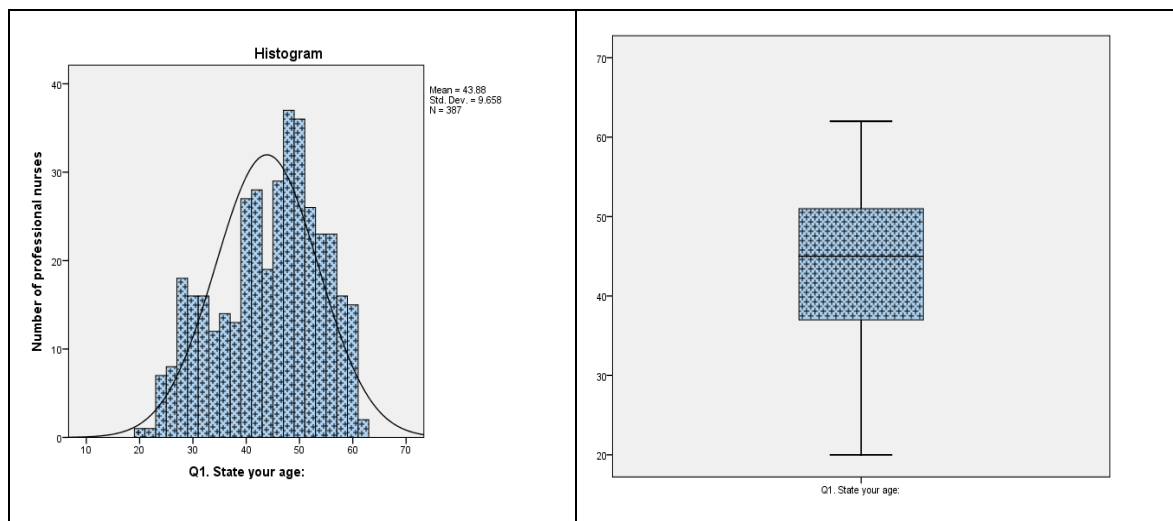 Histogram
Mean = 43.88
Std. Dev. = 9.658
N = 387
Number of professional nurses
40
30
20
10
0
10 20 30 40 50 60 70
Q1. State your age:
70
60
50
40
30
20
Q1. State your age: